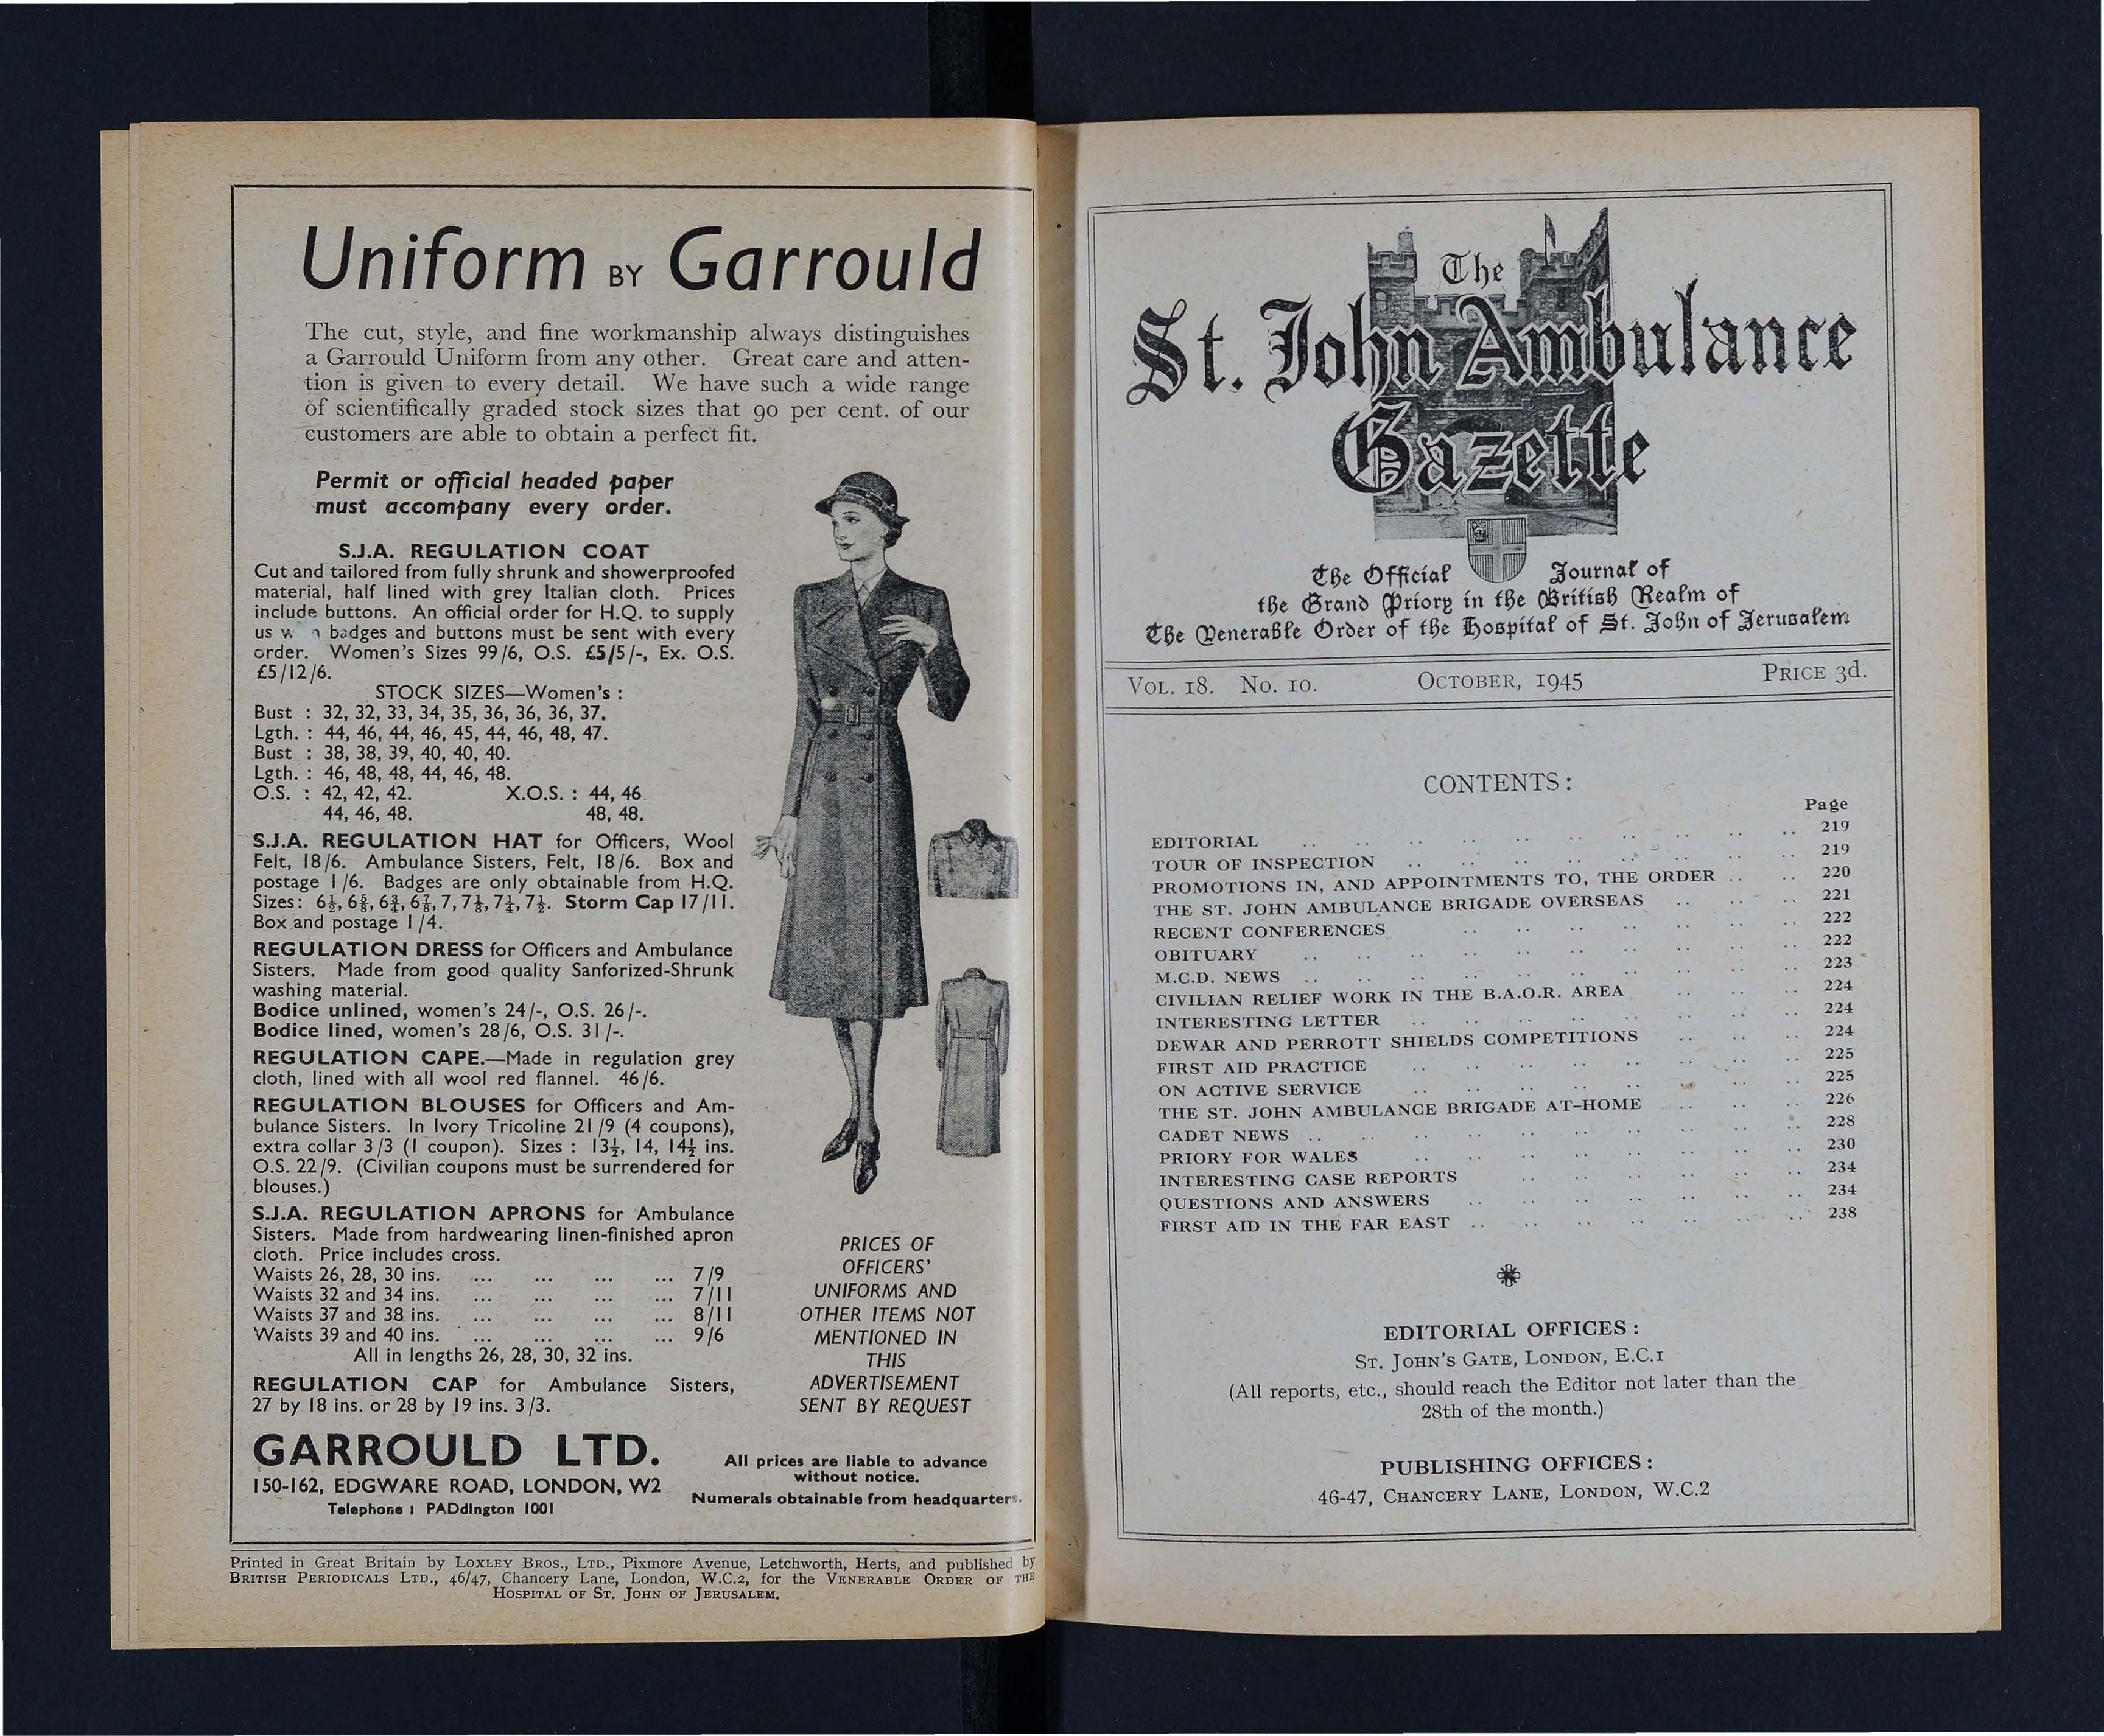 Uniform BY Garrould
The cut, style, and fine workmanship always distinguishes
a Garrould Uniform from any other. Great care and atten-
tion is given to every detail. We have such a wide range
of scientifically graded stock sizes that 90 per cent. of our
customers are able to obtain a perfect fit.
Permit or official headed paper
must accompany every order.
S.J.A. REGULATION COAT
Cut and tailored from fully shrunk and showerproofed
material, half lined with grey Italian cloth. Prices
include buttons. An official order for H.Q. to supply
us badges and buttons must be sent with every
order. Women's Sizes 99/6, O.S. £5/5/-, Ex. O.S.
£5/12/6.
STOCK SIZES—Women's :
Bust : 32, 32, 33, 34, 35, 36, 36, 36, 37.
Lgth. : 44, 46, 44, 46, 45, 44, 46, 48, 47.
Bust : 38, 38, 39, 40, 40, 40.
Lgth. : 46, 48, 48, 44, 46, 48.
O.S. : 42, 42, 42. X.O.S. : 44, 46
44, 46, 48. 48, 48.
S.J.A. REGULATION HAT for Officers, Wool
Felt, 18/6. Ambulance Sisters, Felt, 18/6. Box and
postage 1/6. Badges are only obtainable from H.Q.
Sizes: 6½, 6⅝, 6¾, 6⅞, 7, 7⅛, 7¼, 7½. Storm Cap 17/11.
Box and postage 1/4.
REGULATION DRESS for Officers and Ambulance
Sisters. Made from good quality Sanforized-Shrunk
washing material.
Bodice unlined, women's 24/-, O.S. 26/-.
Bodice lined, women's 28/6, O.S. 31/-.
REGULATION CAPE.—Made in regulation grey
cloth, lined with all wool red flannel. 46/6.
REGULATION BLOUSES for Officers and Am-
bulance Sisters. In Ivory Tricoline 21/9 (4 coupons),
extra collar 3/3 (1 coupon). Sizes : 13½, 14, 14½ ins.
O.S. 22/9. (Civilian coupons must be surrendered for
blouses.)
S.J.A. REGULATION APRONS for Ambulance
Sisters. Made from hardwearing linen-finished apron
cloth. Price includes cross.
Waists 26, 28, 30 ins. ... ... ... ... 7/9
Waists 32 and 34 ins. ... ... ... ... 7/11
Waists 37 and 38 ins. ... ... ... ... 8/11
Waists 39 and 40 ins. ... ... ... ... 9/6
All in lengths 26, 28, 30, 32 ins.
REGULATION CAP for Ambulance Sisters,
27 by 18 ins. or 28 by 19 ins. 3/3.
PRICES OF
OFFICERS'
UNIFORMS AND
OTHER ITEMS NOT
MENTIONED IN
THIS
ADVERTISEMENT
SENT BY REQUEST
GARROULD LTD.
150-162, EDGWARE ROAD, LONDON, W2
Telephone : PADdington 1001
All prices are liable to advance
without notice.
Numerals obtainable from headquarters.
Printed in Great Britain by LOXLEY BROS., LTD., Pixmore Avenue, Letchworth, Herts, and published by
BRITISH PERIODICALS LTD., 46/47, Chancery Lane, London, W.C.2, for the VENERABLE ORDER OF THE
HOSPITAL OF ST. JOHN OF JERUSALEM.
The
St. John Ambulance
Gazette
The Official Journal of
the Grand Priory in the British Realm of
The Venerable Order of the Hospital of St. John of Jerusalem
VOL. 18. NO. 10. OCTOBER, 1945 PRICE 3d.
CONTENTS :
Page
EDITORIAL .. .. .. .. .. .. .. .. .. .. 219
TOUR OF INSPECTION .. .. .. .. .. .. .. .. 219
PROMOTIONS IN, AND APPOINTMENTS TO, THE ORDER .. .. 220
THE ST. JOHN AMBULANCE BRIGADE OVERSEAS .. .. .. 221
RECENT CONFERENCES .. .. .. .. .. .. .. 222
OBITUARY .. .. .. .. .. .. .. .. .. .. 222
M.C.D. NEWS .. .. .. .. .. .. .. .. .. .. 223
CIVILIAN RELIEF WORK IN THE B.A.O.R. AREA .. .. .. 224
INTERESTING LETTER .. .. .. .. .. .. .. .. 224
DEWAR AND PERROTT SHIELDS COMPETITIONS .. .. .. 224
FIRST AID PRACTICE .. .. .. .. .. .. .. .. 225
ON ACTIVE SERVICE .. .. .. .. .. .. .. .. 225
THE ST. JOHN AMBULANCE BRIGADE AT-HOME .. .. .. 226
CADET NEWS .. .. .. .. .. .. .. .. .. .. 228
PRIORY FOR WALES .. .. .. .. .. .. .. .. 230
INTERESTING CASE REPORTS .. .. .. .. .. .. 234
QUESTIONS AND ANSWERS .. .. .. .. .. .. .. 234
FIRST AID IN THE FAR EAST .. .. .. .. .. .. .. 238
EDITORIAL OFFICES :
ST. JOHN'S GATE, LONDON, E.C.1
(All reports, etc., should reach the Editor not later than the
28th of the month.)
PUBLISHING OFFICES :
46-47, CHANCERY LANE, LONDON, W.C.2